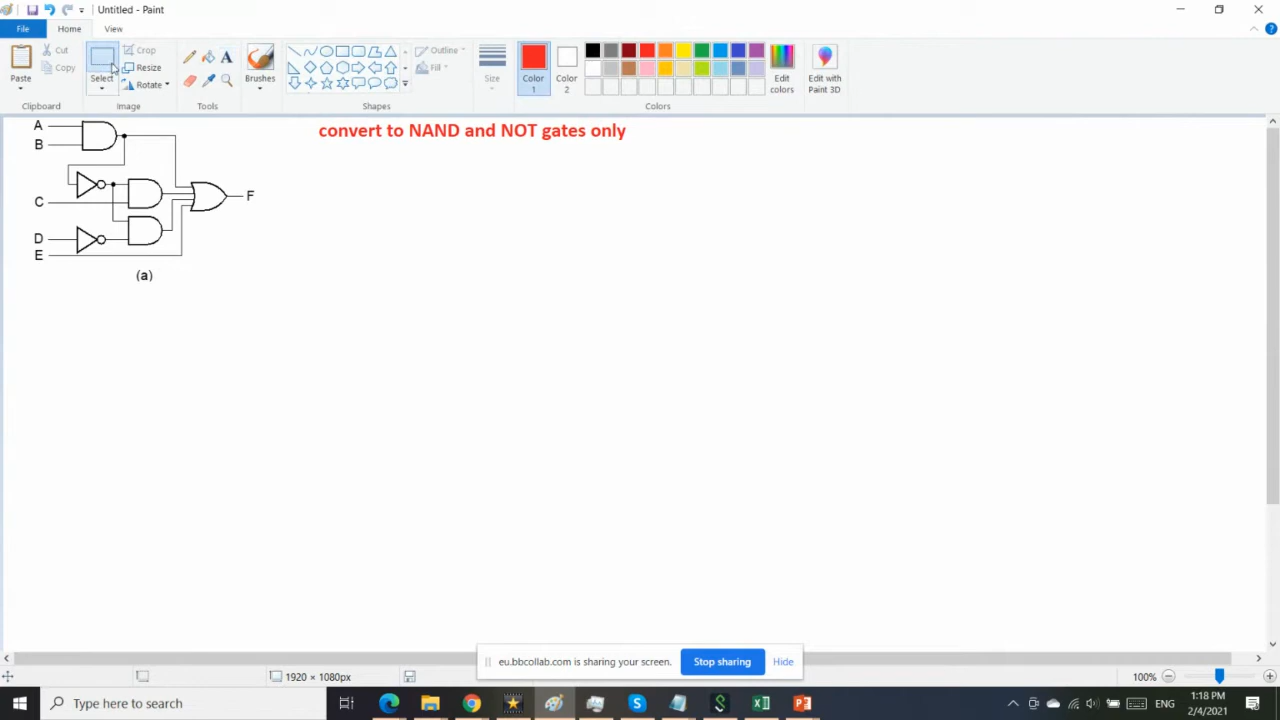 Untitled - Paint
File Home View
Paste
Cut
Copy
Clipboard
Select
Crop
Resize
Rotate
Image
Tools
Brushes
Shapes
Outline
Fill
Size
Color 1
Color 2
Edit colors
Colors
Edit with Paint 3D
convert to NAND and NOT gates only
A
B
C
D
E
F
(a)
eu.bbcollab.com is sharing your screen. Stop sharing Hide
1920 × 1080px 100%
Type here to search
ENG
1:18 PM
2/4/2021